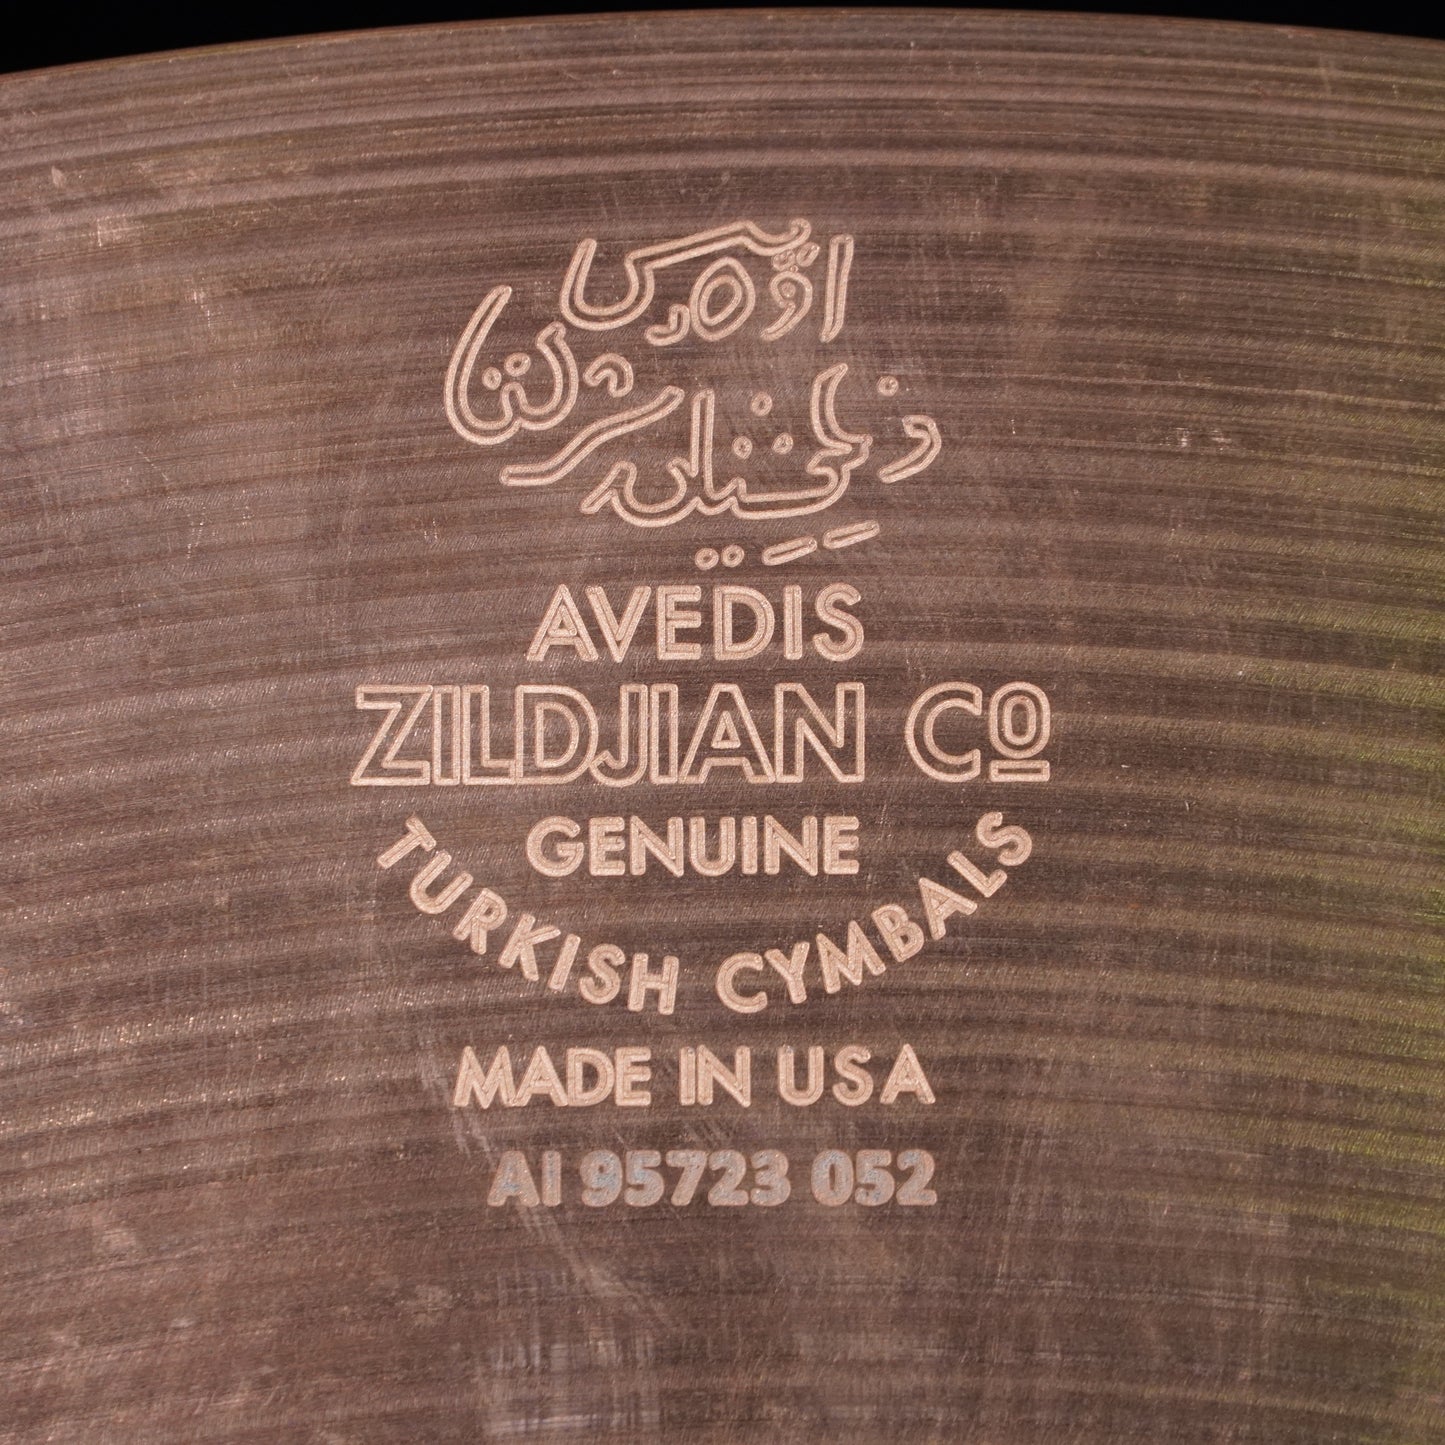 AVEDIS
ZILDJIAN Cº
GENUINE
TURKISH CYMBALS
MADE IN USA
AI 95723 052